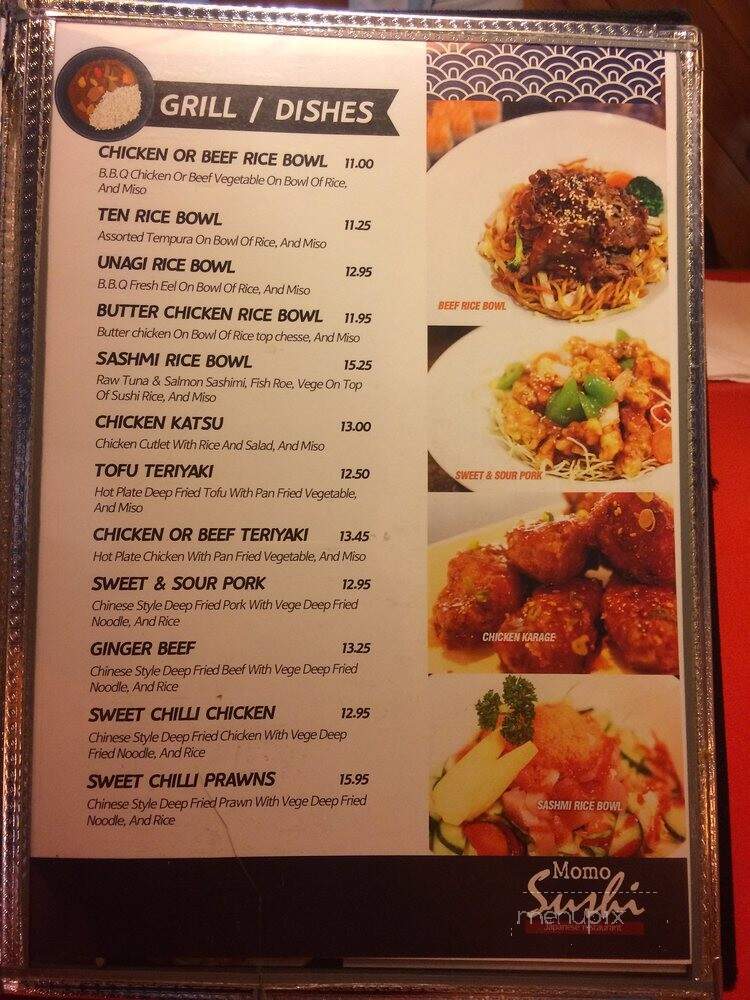 GRILL / DISHES
CHICKEN OR BEEF RICE BOWL 11.00
B.B.Q Chicken Or Beef Vegetable On Bowl Of Rice,
And Miso
TEN RICE BOWL 11.25
Assorted Tempura On Bowl Of Rice, And Miso
UNAGI RICE BOWL 12.95
B.B.Q Fresh Eel On Bowl Of Rice, And Miso
BUTTER CHICKEN RICE BOWL 11.95
Butter chicken On Bowl Of Rice top chesse, And Miso
SASHMI RICE BOWL 15.25
Raw Tuna & Salmon Sashimi, Fish Roe, Vege On Top
Of Sushi Rice, And Miso
CHICKEN KATSU 13.00
Chicken Cutlet With Rice And Salad, And Miso
TOFU TERIYAKI 12.50
Hot Plate Deep Fried Tofu With Pan Fried Vegetable,
And Miso
CHICKEN OR BEEF TERIYAKI 13.45
Hot Plate Chicken With Pan Fried Vegetable, And Miso
SWEET & SOUR PORK 12.95
Chinese Style Deep Fried Pork With Vege Deep Fried
Noodle, And Rice
GINGER BEEF 13.25
Chinese Style Deep Fried Beef With Vege Deep Fried
Noodle, And Rice
SWEET CHILLI CHICKEN 12.95
Chinese Style Deep Fried Chicken With Vege Deep
Fried Noodle, And Rice
SWEET CHILLI PRAWNS 15.95
Chinese Style Deep Fried Prawn With Vege Deep Fried
Noodle, And Rice
BEEF RICE BOWL
SWEET & SOUR PORK
CHICKEN KARAGE
SASHMI RICE BOWL
Momo
Sushi
menupix
Japanese restaurant